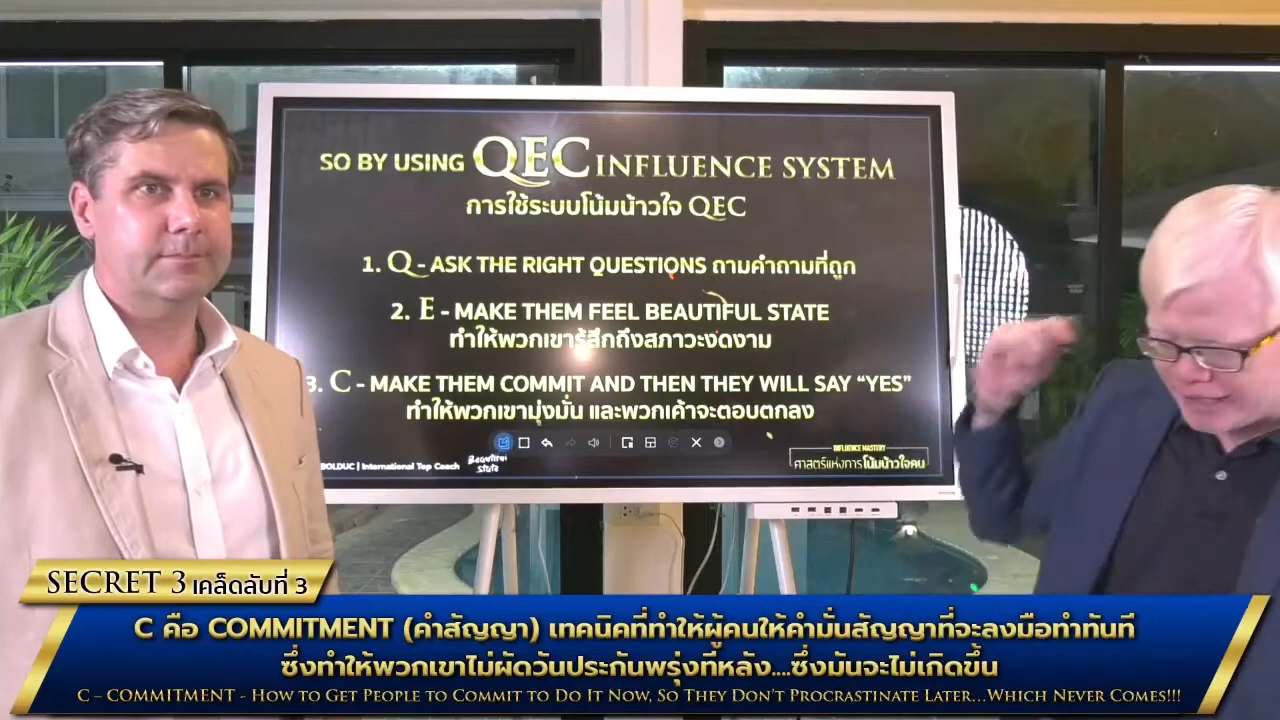 SO BY USING QEC INFLUENCE SYSTEM
การใช้ระบบโน้มน้าวใจ QEC
1. Q - ASK THE RIGHT QUESTIONS ถามคำถามที่ถูก
2. E - MAKE THEM FEEL BEAUTIFUL STATE
ทำให้พวกเขารู้สึกถึงสภาวะงดงาม
3. C - MAKE THEM COMMIT AND THEN THEY WILL SAY “YES”
ทำให้พวกเขามุ่งมั่น และพวกเค้าจะตอบตกลง
BOLDUC | International Top Coach
Beautiful
State
INFLUENCE MASTERY
ศาสตร์แห่งการโน้มน้าวใจคน
SECRET 3 เคล็ดลับที่ 3
C คือ COMMITMENT (คำสัญญา) เทคนิคที่ทำให้ผู้คนให้คำมั่นสัญญาที่จะลงมือทำทันที
ซึ่งทำให้พวกเขาไม่ผัดวันประกันพรุ่งทีหลัง....ซึ่งมันจะไม่เกิดขึ้น
C – COMMITMENT - HOW TO GET PEOPLE TO COMMIT TO DO IT NOW, SO THEY DON'T PROCRASTINATE LATER...WHICH NEVER COMES!!!